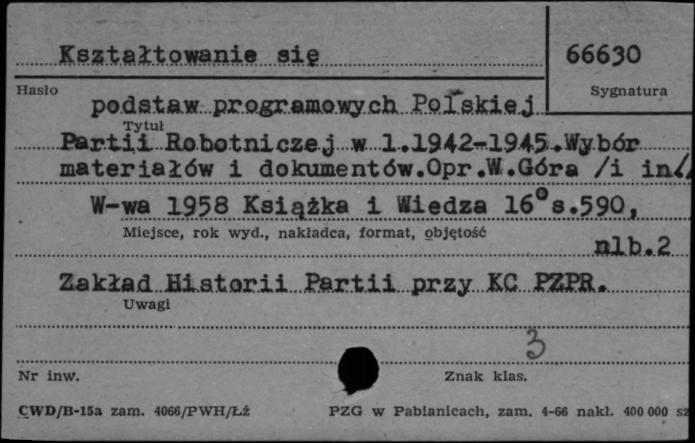 Kształtowanie się
66630
Hasło
Sygnatura
podstaw programowych Polskiej
Tytuł
Partii Robotniczej w l.1942-1945.Wybór
materiałów i dokumentów.Opr.W.Góra /i in/
W-wa 1958 Książka i Wiedza 16° s.590,
Miejsce, rok wyd., nakładca, format, objętość
nlb.2
Zakład Historii Partii przy KC PZPR.
Uwagi
3
Nr inw.
Znak klas.
CWD/B-15a zam. 4066/PWH/Łź
PZG w Pabianicach, zam. 4-66 nakł. 400 000 sz